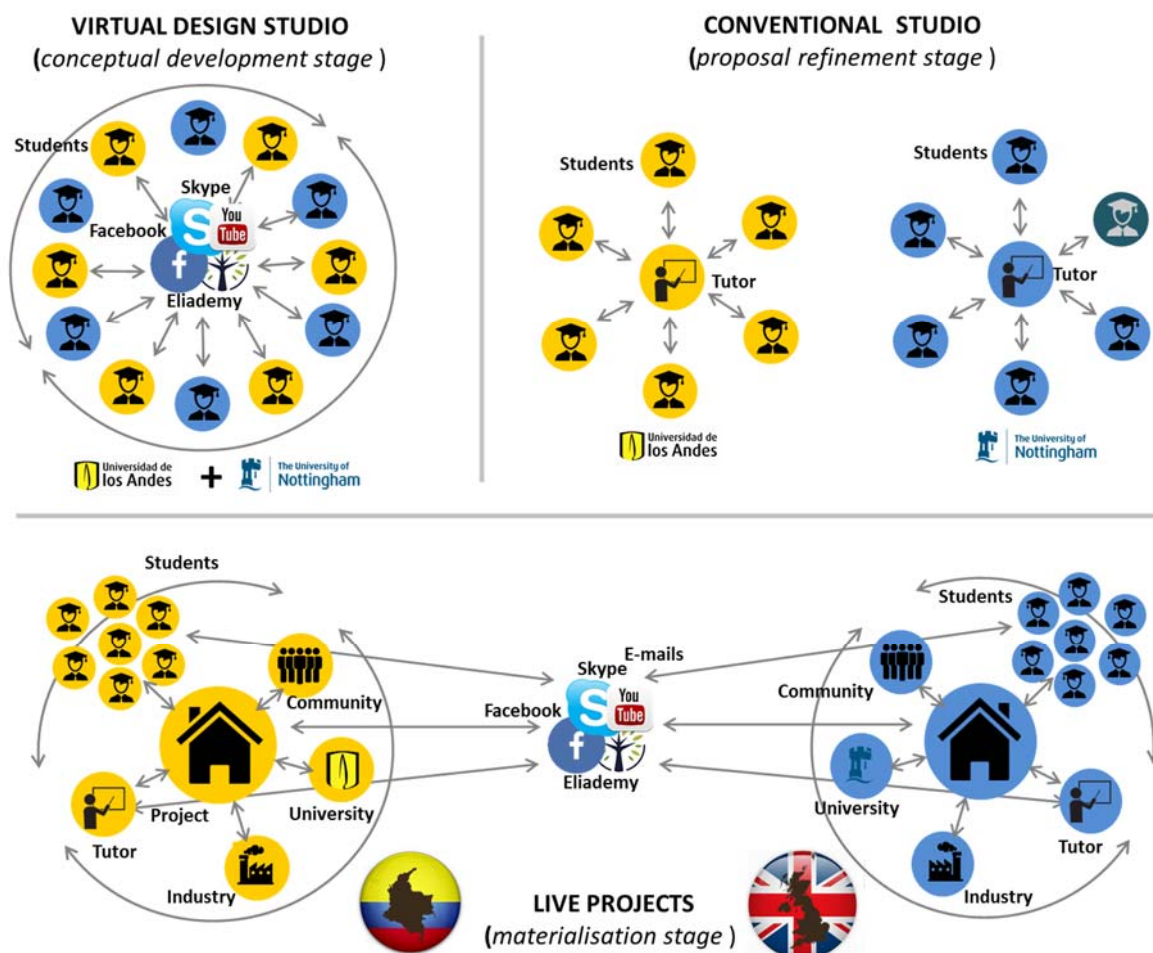 VIRTUAL DESIGN STUDIO
(conceptual development stage )
Students
Skype
You
Tube
Facebook
Eliademy
Universidad de
los Andes
+
The University of
Nottingham
CONVENTIONAL STUDIO
(proposal refinement stage )
Students
Tutor
Universidad de
los Andes
Students
Tutor
The University of
Nottingham
Students
Community
Project
University
Tutor
Industry
E-mails
Skype
You
Tube
Facebook
Eliademy
Students
Community
University
Tutor
Industry
LIVE PROJECTS
(materialisation stage )